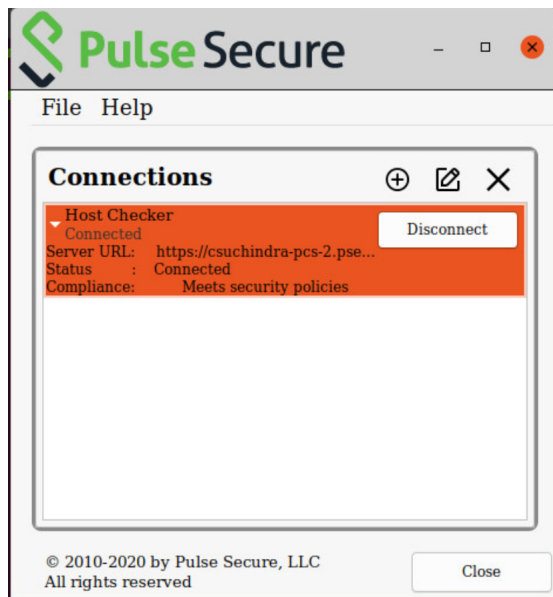 Pulse Secure
File Help
Connections
Host Checker
Connected
Disconnect
Server URL: https://csuchindra-pcs-2.pse...
Status : Connected
Compliance: Meets security policies
© 2010-2020 by Pulse Secure, LLC
All rights reserved
Close